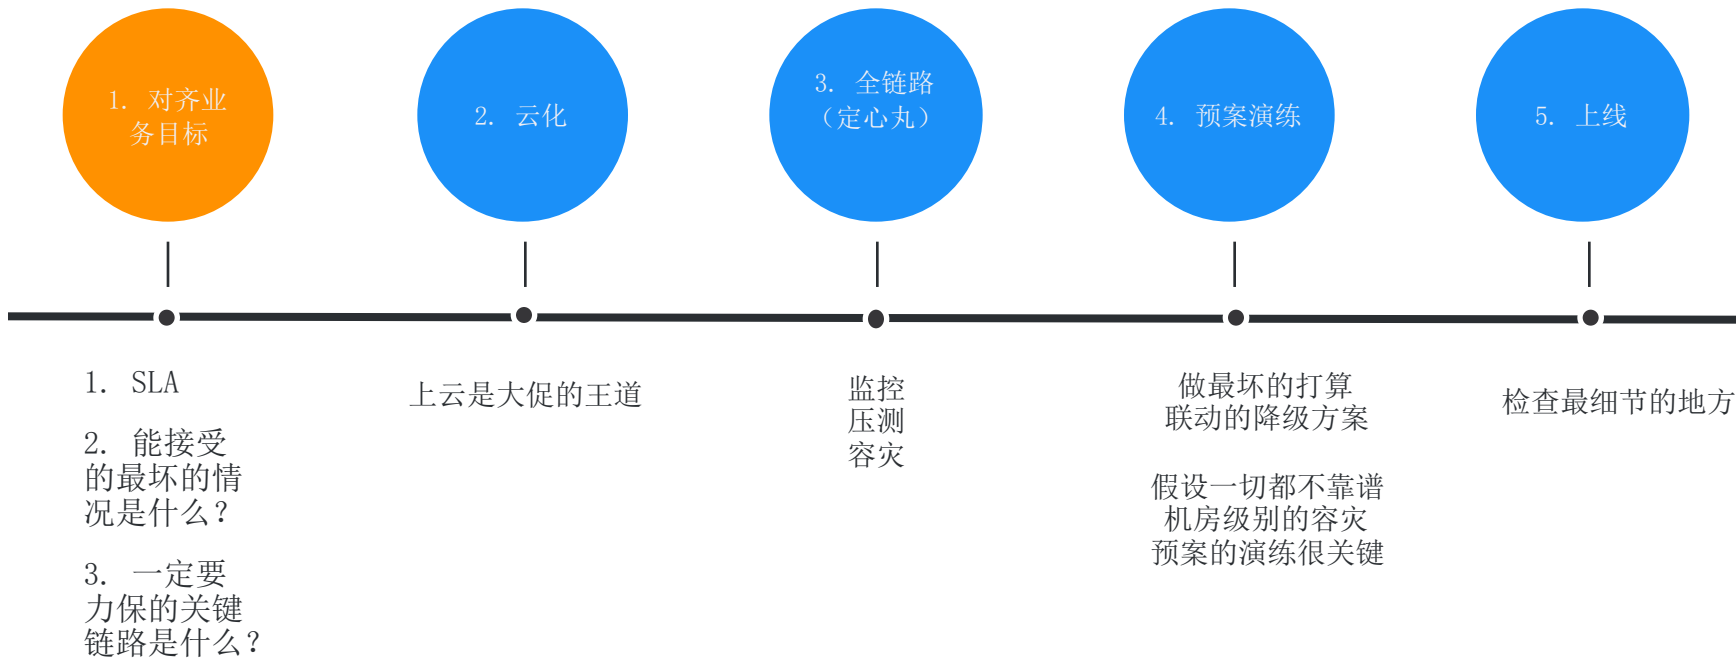 1. 对齐业
务目标
2. 云化
3. 全链路
（定心丸）
4. 预案演练
5. 上线
1. SLA
2. 能接受
的最坏的情
况是什么？
3. 一定要
力保的关键
链路是什么？
上云是大促的王道
监控
压测
容灾
做最坏的打算
联动的降级方案
假设一切都不靠谱
机房级别的容灾
预案的演练很关键
检查最细节的地方